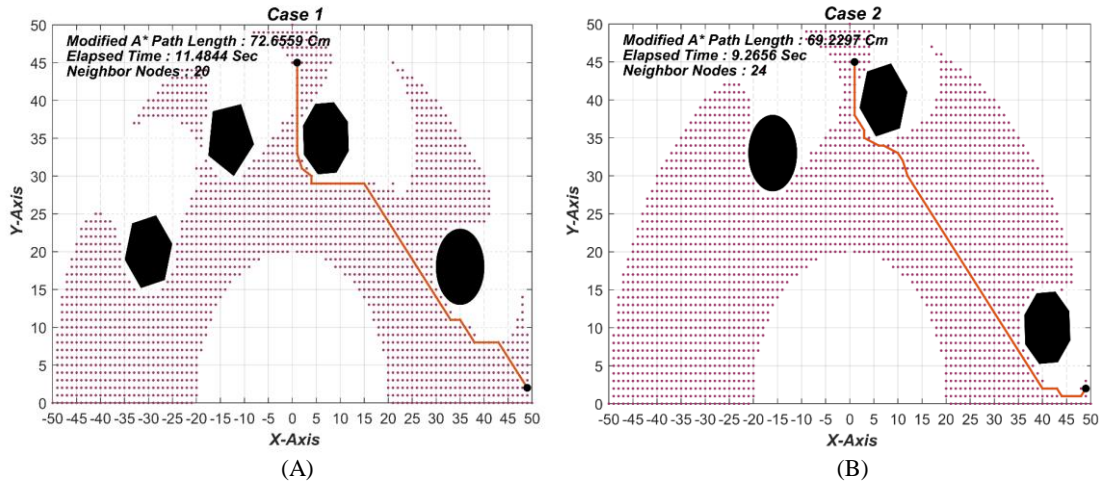 Case 1
Modified A* Path Length : 72.6559 Cm
Elapsed Time : 11.4844 Sec
Neighbor Nodes : 20
50
45
40
35
30
25
20
15
10
5
0
Y-Axis
-50 -45 -40 -35 -30 -25 -20 -15 -10 -5 0 5 10 15 20 25 30 35 40 45 50
X-Axis
(A)
Case 2
Modified A* Path Length : 69.2297 Cm
Elapsed Time : 9.2656 Sec
Neighbor Nodes : 24
50
45
40
35
30
25
20
15
10
5
0
Y-Axis
-50 -45 -40 -35 -30 -25 -20 -15 -10 -5 0 5 10 15 20 25 30 35 40 45 50
X-Axis
(B)